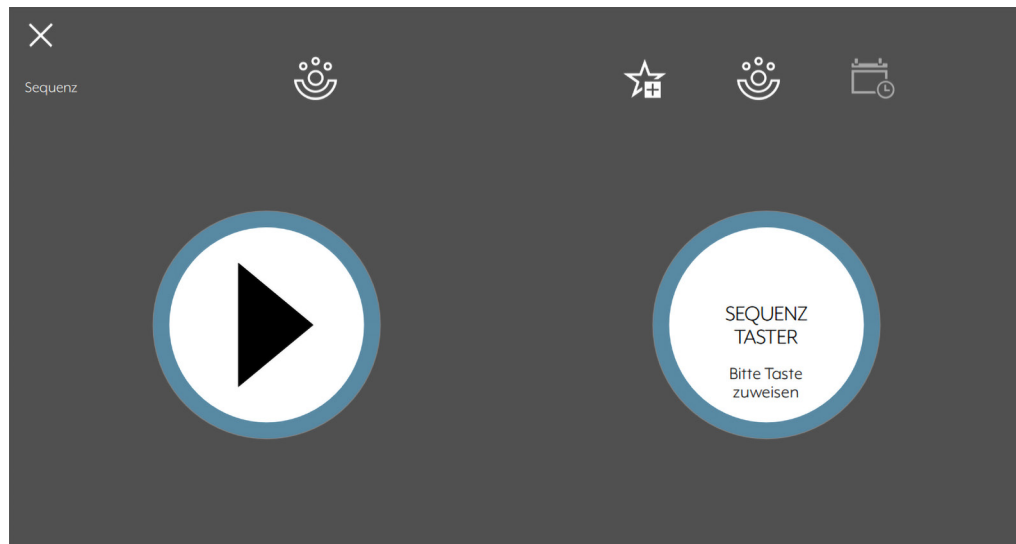 Sequenz
SEQUENZ
TASTER
Bitte Taste
zuweisen